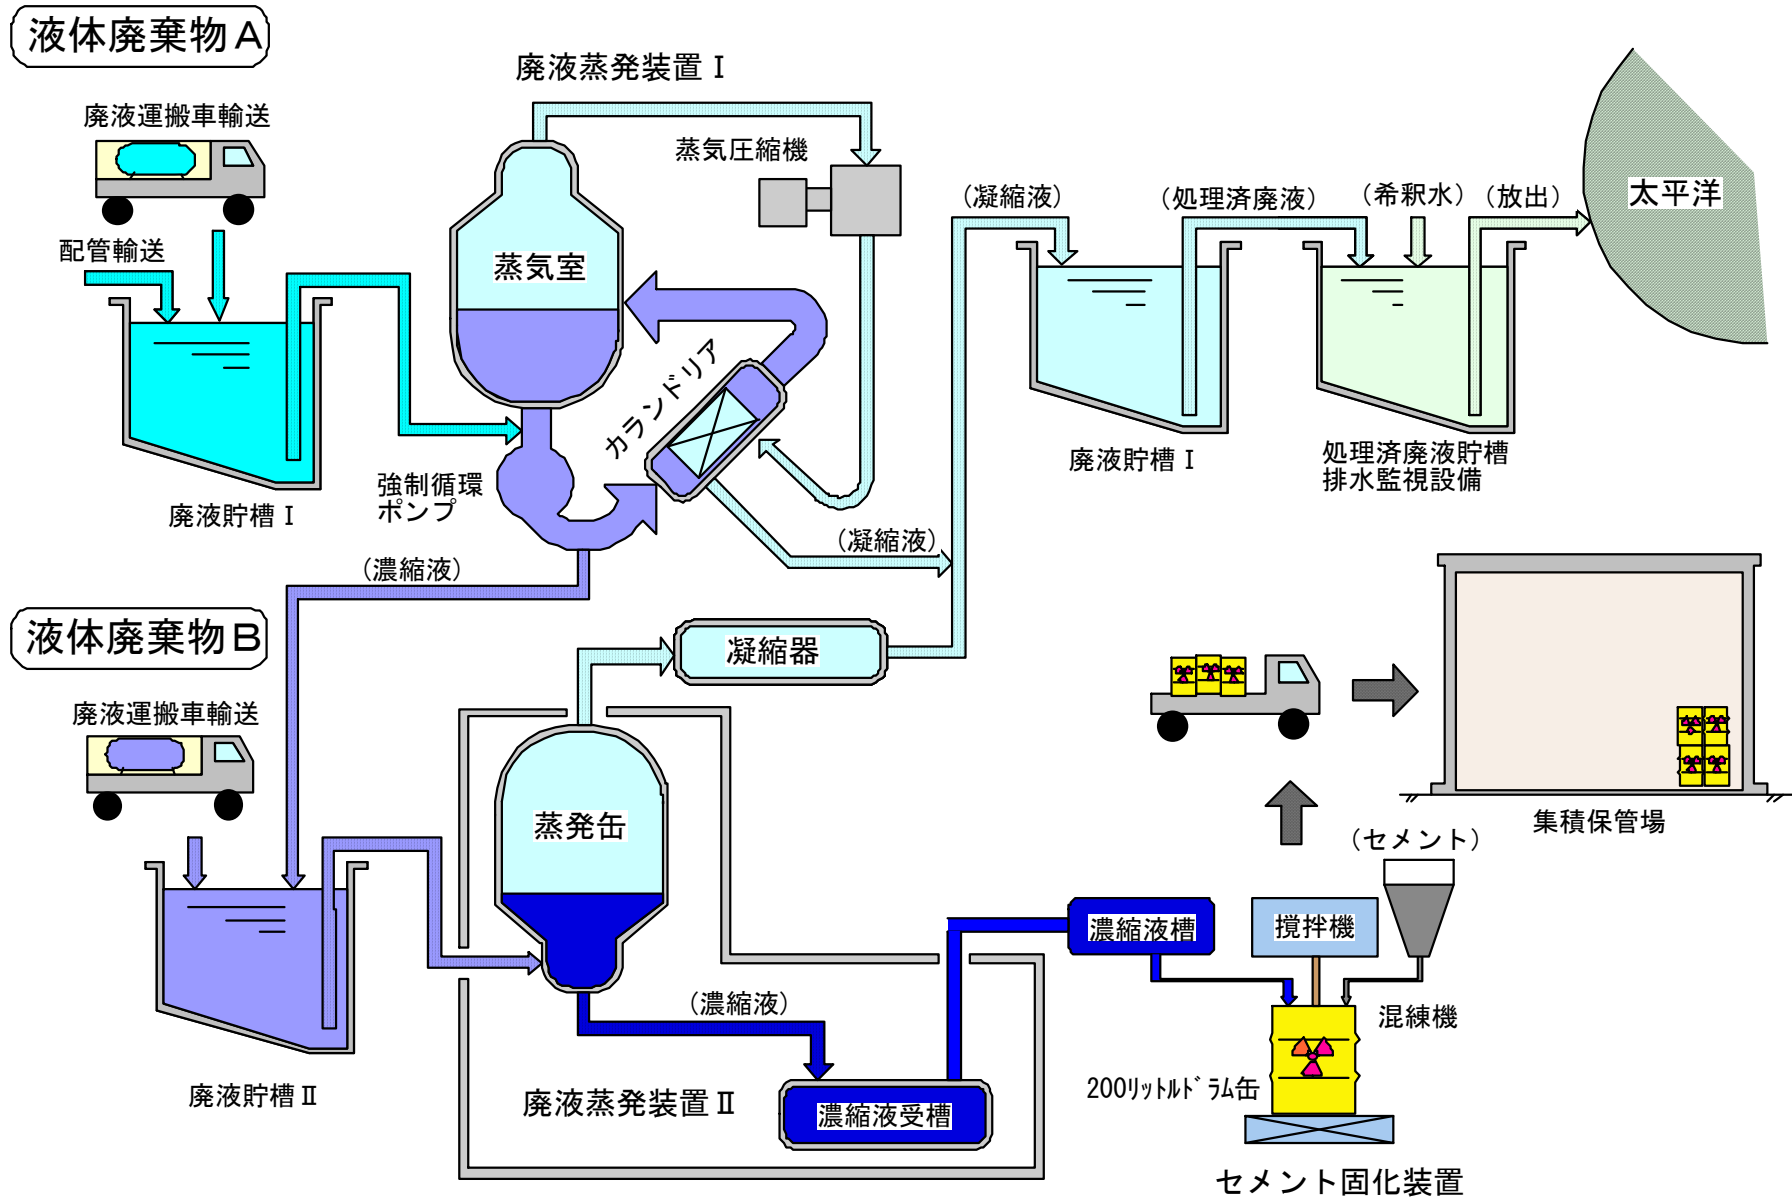 液体廃棄物A
廃液蒸発装置Ⅰ
廃液運搬車輸送
蒸気圧縮機
配管輸送
蒸気室
(凝縮液)
(処理済廃液)
(希釈水)
(放出)
太平洋
カランドリア
強制循環
ポンプ
廃液貯槽Ⅰ
廃液貯槽Ⅰ
処理済廃液貯槽
排水監視設備
(濃縮液)
(凝縮液)
液体廃棄物B
凝縮器
廃液運搬車輸送
蒸発缶
集積保管場
(セメント)
濃縮液槽
撹拌機
(濃縮液)
混練機
廃液貯槽Ⅱ
廃液蒸発装置Ⅱ
濃縮液受槽
200リットルドラム缶
セメント固化装置